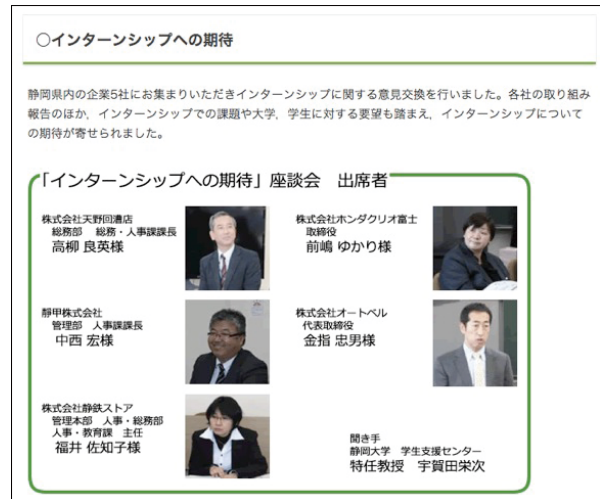 ○インターンシップへの期待
静岡県内の企業5社にお集まりいただきインターンシップに関する意見交換を行いました。各社の取り組み
報告のほか，インターンシップでの課題や大学，学生に対する要望も踏まえ，インターンシップについて
の期待が寄せられました。
「インターンシップへの期待」座談会　出席者
株式会社天野回漕店
総務部　総務・人事課課長
高柳 良英様
株式会社ホンダクリオ富士
取締役
前嶋 ゆかり様
靜甲株式会社
管理部　人事課課長
中西 宏様
株式会社オートベル
代表取締役
金指 忠男様
株式会社静鉄ストア
管理本部　人事・総務部
人事・教育課　主任
福井 佐知子様
聞き手
静岡大学　学生支援センター
特任教授　宇賀田栄次